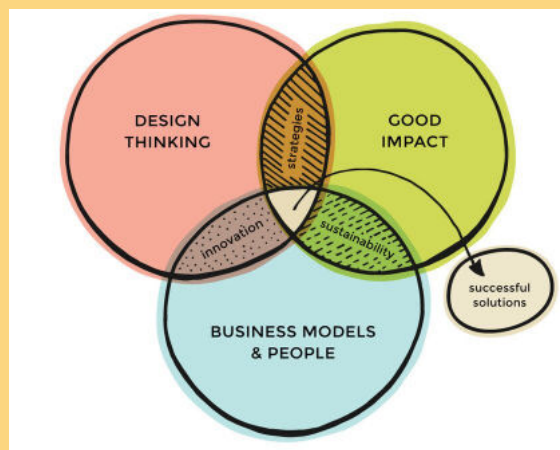 DESIGN
THINKING
GOOD
IMPACT
strategies
innovation
sustainability
successful
solutions
BUSINESS MODELS
& PEOPLE